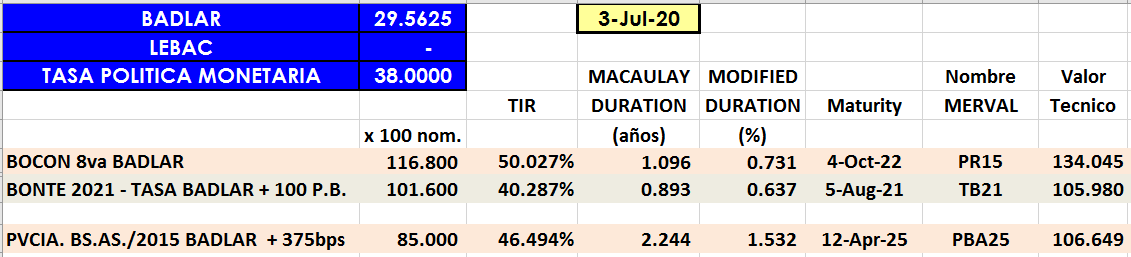 BADLAR 29.5625 3-Jul-20
LEBAC -
TASA POLITICA MONETARIA 38.0000 MACAULAY MODIFIED Nombre Valor
TIR DURATION DURATION Maturity MERVAL Tecnico
x 100 nom. (años) (%)
BOCON 8va BADLAR 116.800 50.027% 1.096 0.731 4-Oct-22 PR15 134.045
BONTE 2021 - TASA BADLAR + 100 P.B. 101.600 40.287% 0.893 0.637 5-Aug-21 TB21 105.980
PVCIA. BS.AS./2015 BADLAR + 375bps 85.000 46.494% 2.244 1.532 12-Apr-25 PBA25 106.649